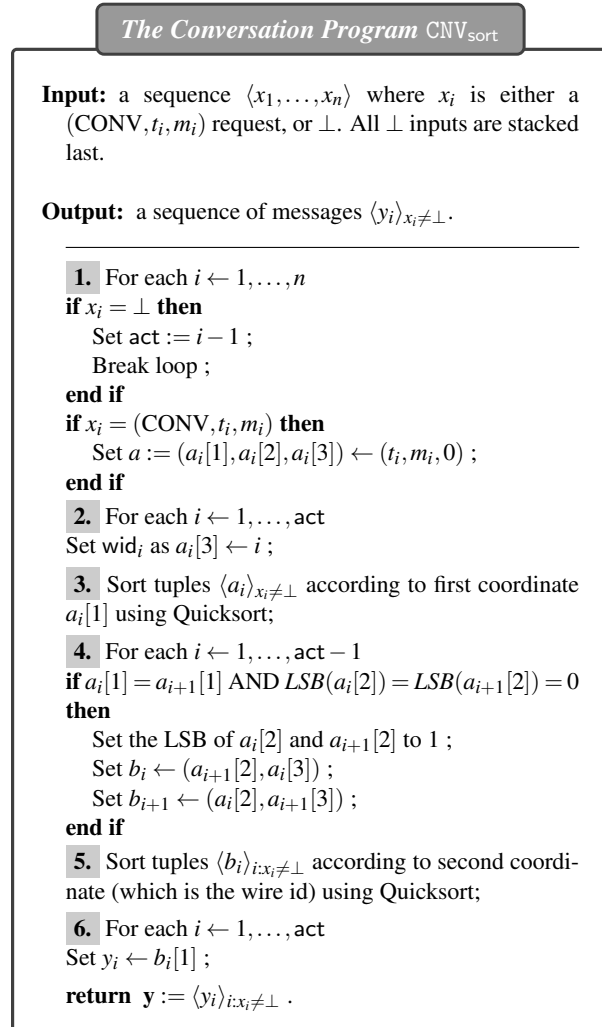 The Conversation Program CNV_sort
Input: a sequence ⟨x_1,...,x_n⟩ where x_i is either a
(CONV,t_i,m_i) request, or ⊥. All ⊥ inputs are stacked
last.
Output: a sequence of messages ⟨y_i⟩_{x_i≠⊥}.
1. For each i ← 1,...,n
if x_i = ⊥ then
Set act := i − 1 ;
Break loop ;
end if
if x_i = (CONV,t_i,m_i) then
Set a := (a_i[1],a_i[2],a_i[3]) ← (t_i,m_i,0) ;
end if
2. For each i ← 1,...,act
Set wid_i as a_i[3] ← i ;
3. Sort tuples ⟨a_i⟩_{x_i≠⊥} according to first coordinate
a_i[1] using Quicksort;
4. For each i ← 1,...,act − 1
if a_i[1] = a_{i+1}[1] AND LSB(a_i[2]) = LSB(a_{i+1}[2]) = 0
then
Set the LSB of a_i[2] and a_{i+1}[2] to 1 ;
Set b_i ← (a_{i+1}[2],a_i[3]) ;
Set b_{i+1} ← (a_i[2],a_{i+1}[3]) ;
end if
5. Sort tuples ⟨b_i⟩_{i:x_i≠⊥} according to second coordi-
nate (which is the wire id) using Quicksort;
6. For each i ← 1,...,act
Set y_i ← b_i[1] ;
return y := ⟨y_i⟩_{i:x_i≠⊥} .